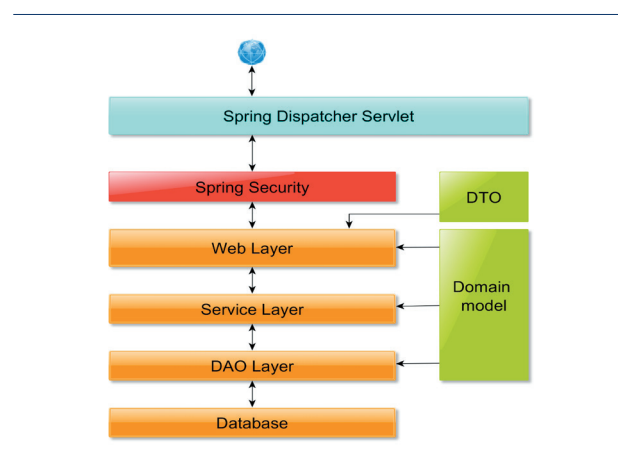 Spring Dispatcher Servlet
Spring Security
DTO
Web Layer
Domain
model
Service Layer
DAO Layer
Database